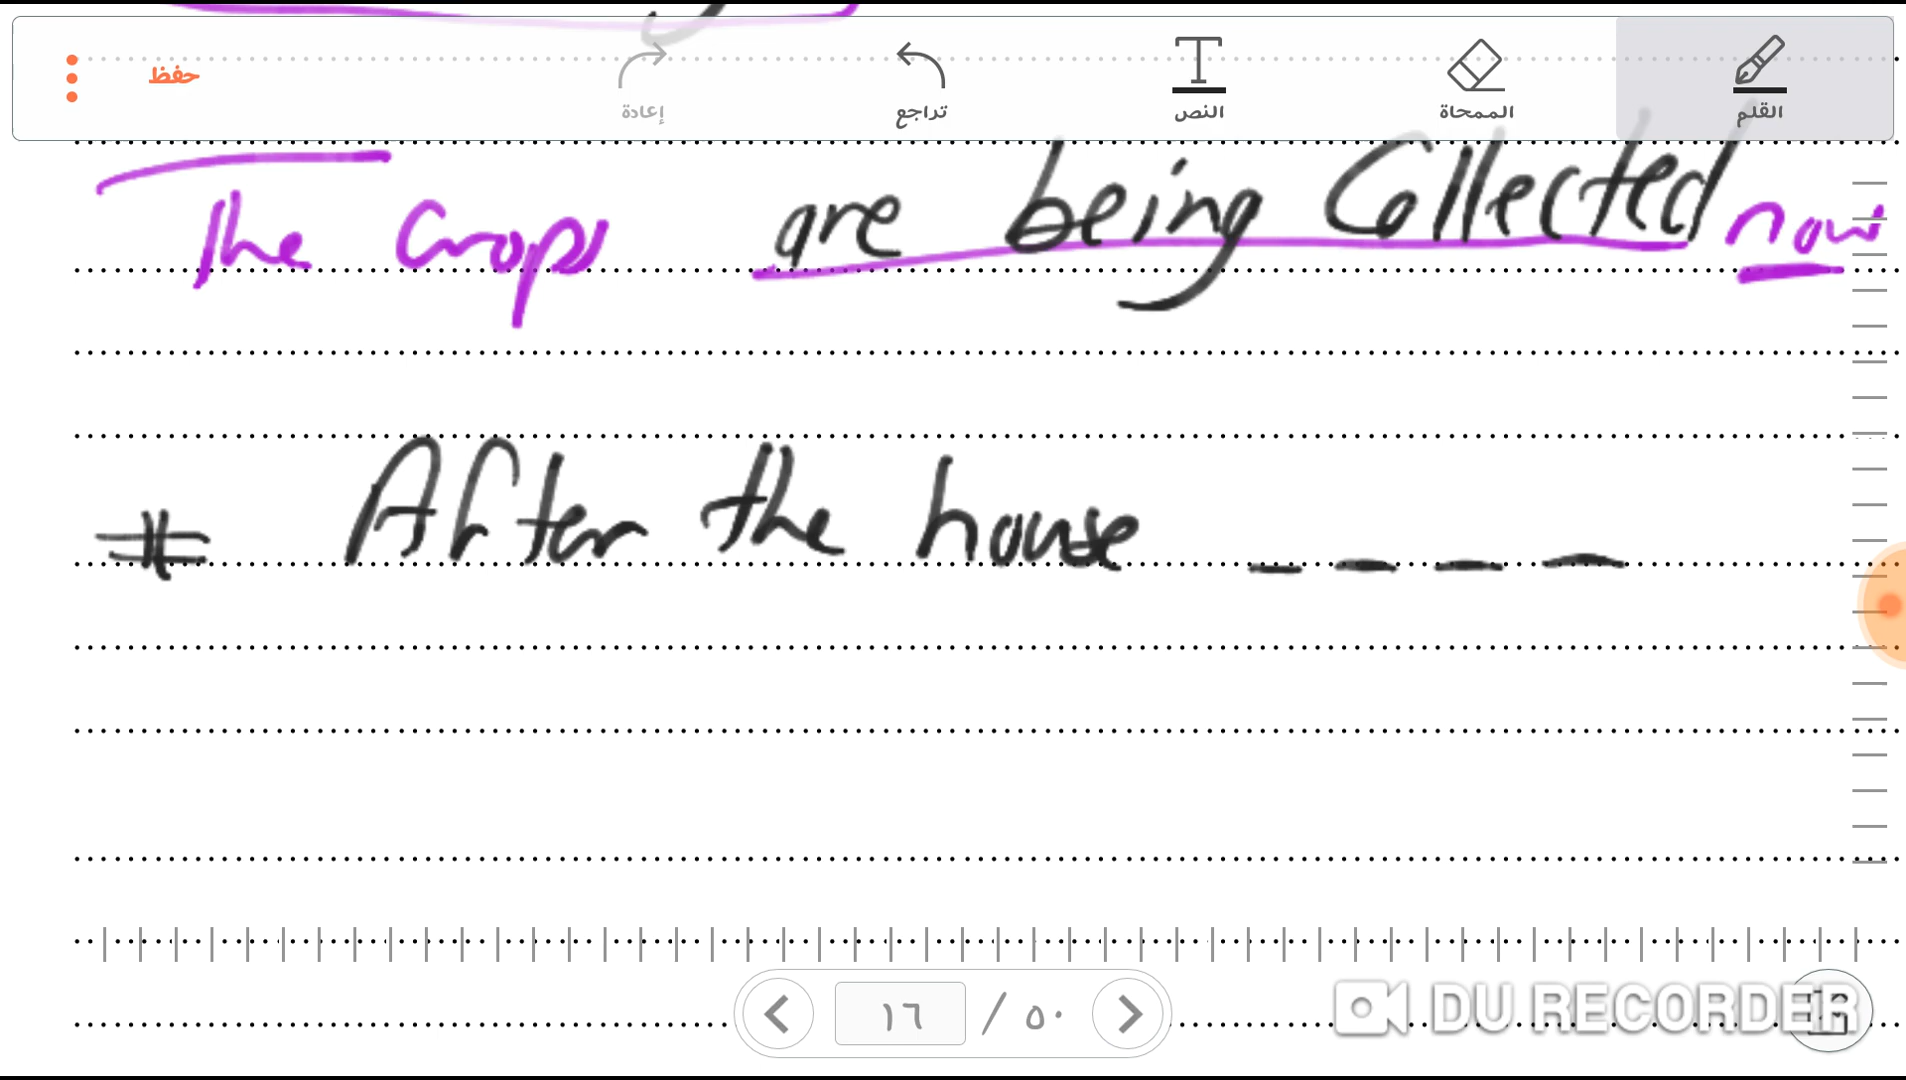 حفظ إعادة تراجع النص الممحاة القلم
The Crops are being Collected now
# After the house ----
١٦ / ٥٠
DU RECORDER